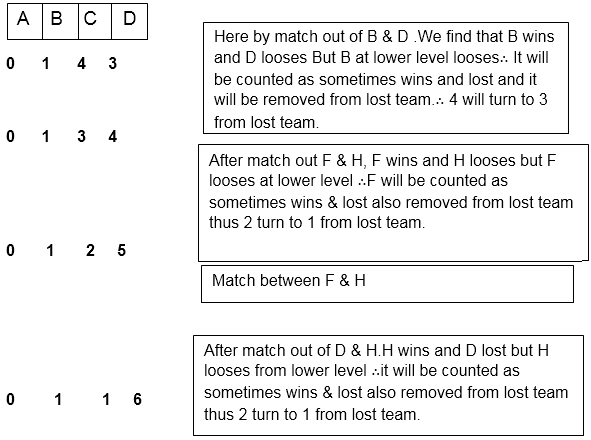 A B C D
0 1 4 3
Here by match out of B & D .We find that B wins
and D looses But B at lower level looses∴ It will
be counted as sometimes wins and lost and it
will be removed from lost team.∴ 4 will turn to 3
from lost team.
0 1 3 4
After match out F & H, F wins and H looses but F
looses at lower level ∴F will be counted as
sometimes wins & lost also removed from lost team
thus 2 turn to 1 from lost team.
0 1 2 5
Match between F & H
After match out of D & H.H wins and D lost but H
looses from lower level ∴it will be counted as
sometimes wins & lost also removed from lost team
thus 2 turn to 1 from lost team.
0 1 1 6